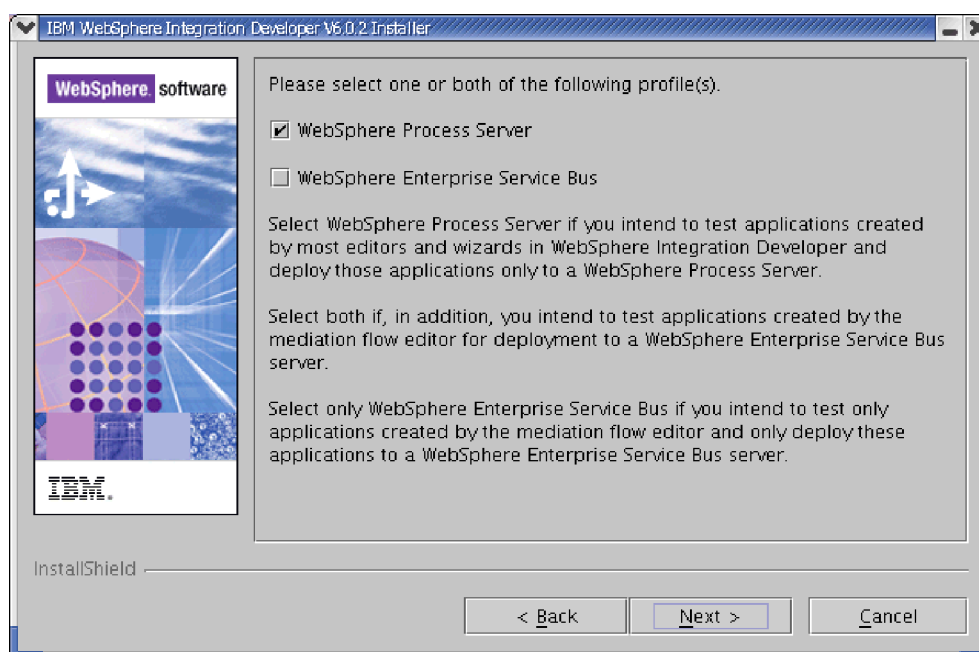 IBM WebSphere Integration Developer V6.0.2 Installer
WebSphere. software
Please select one or both of the following profile(s).
WebSphere Process Server
WebSphere Enterprise Service Bus
Select WebSphere Process Server if you intend to test applications created
by most editors and wizards in WebSphere Integration Developer and
deploy those applications only to a WebSphere Process Server.
Select both if, in addition, you intend to test applications created by the
mediation flow editor for deployment to a WebSphere Enterprise Service Bus
server.
Select only WebSphere Enterprise Service Bus if you intend to test only
applications created by the mediation flow editor and only deploy these
applications to a WebSphere Enterprise Service Bus server.
IBM.
InstallShield
< Back
Next >
Cancel